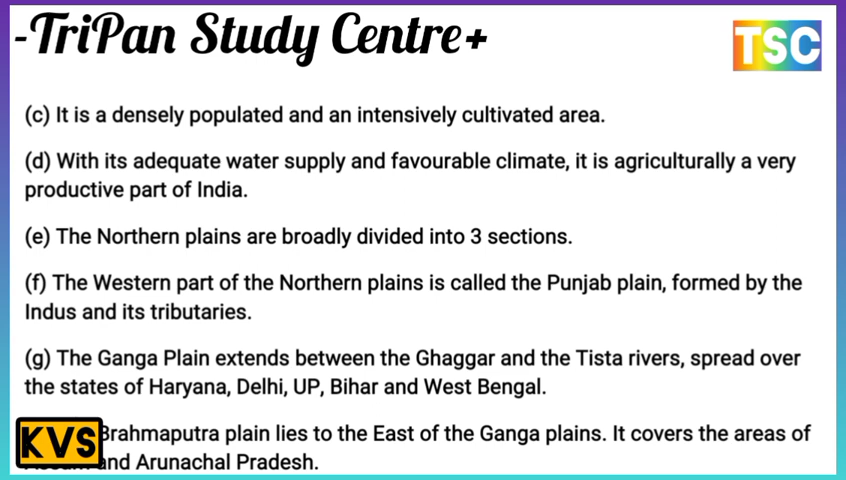 -TriPan Study Centre+
TSC
(c) It is a densely populated and an intensively cultivated area.
(d) With its adequate water supply and favourable climate, it is agriculturally a very
productive part of India.
(e) The Northern plains are broadly divided into 3 sections.
(f) The Western part of the Northern plains is called the Punjab plain, formed by the
Indus and its tributaries.
(g) The Ganga Plain extends between the Ghaggar and the Tista rivers, spread over
the states of Haryana, Delhi, UP, Bihar and West Bengal.
KVS
Brahmaputra plain lies to the East of the Ganga plains. It covers the areas of
and Arunachal Pradesh.